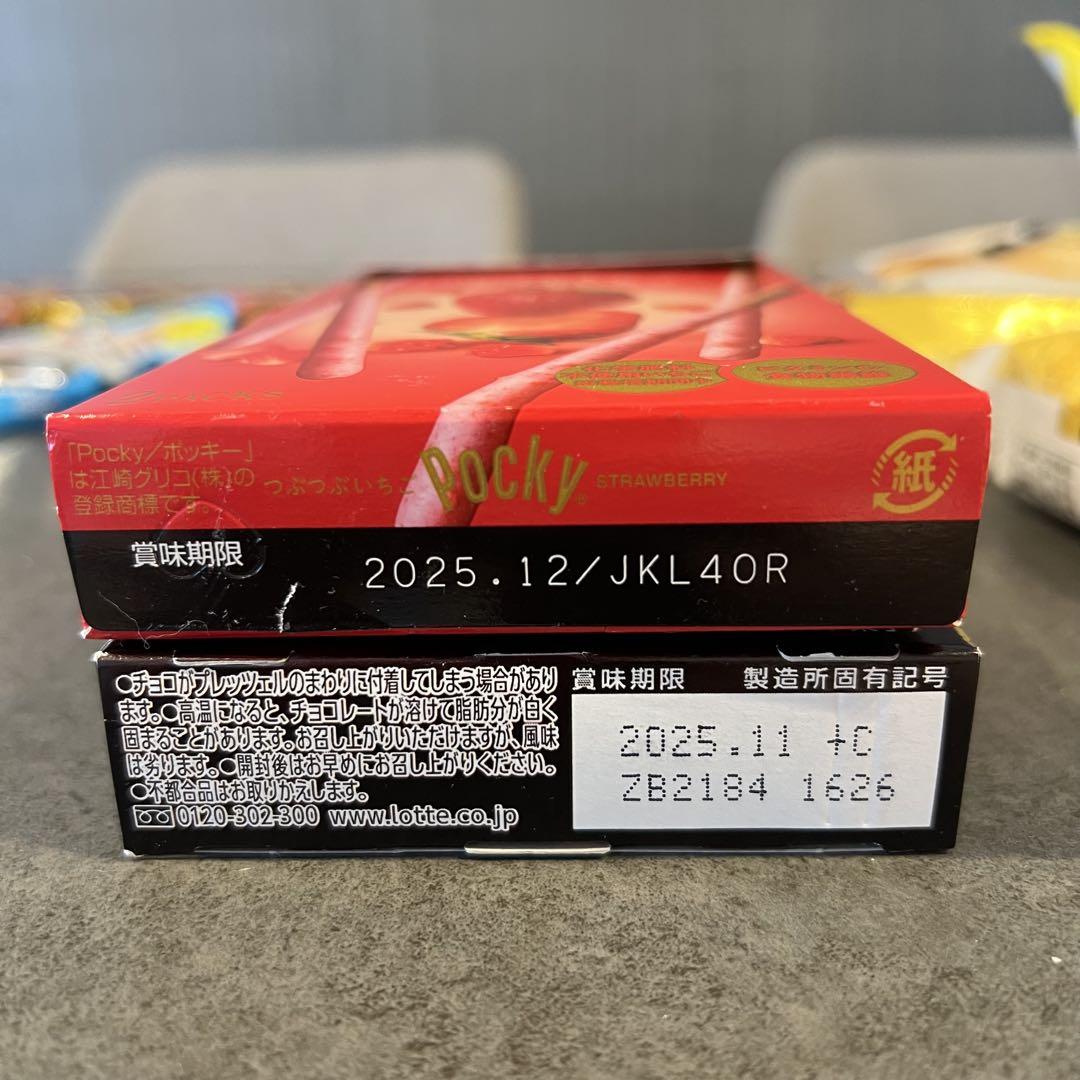 2PACKS
「Pocky/ポッキー」
は江崎グリコ(株)の
登録商標です。
つぶつぶいちご Pocky® STRAWBERRY
紙
賞味期限 2025.12/JKL40R
●チョコがプレッツェルのまわりに付着してしまう場合があり
ます。●高温になると、チョコレートが溶けて脂肪分が白く
固まることがあります。お召し上がりいただけますが、風味
は劣ります。●開封後はお早めにお召し上がりください。
●不都合品はお取りかえします。
0120-302-300 www.lotte.co.jp
賞味期限 製造所固有記号
2025.11 +C
ZB2184 1626